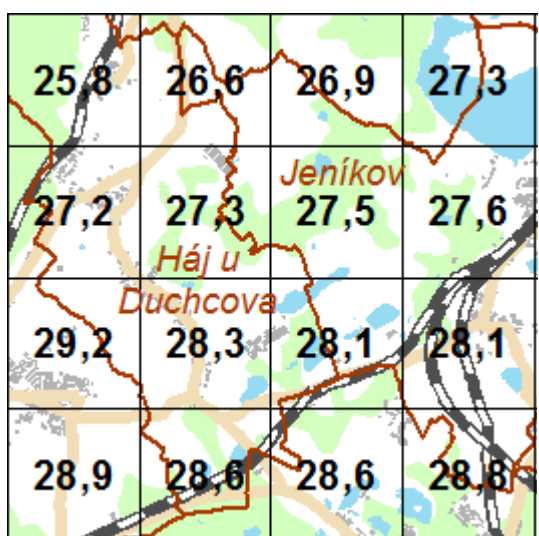 25,8 26,6 26,9 27,3
Jeníkov
27,2 27,3 27,5 27,6
Háj u
Duchcova
29,2 28,3 28,1 28,1
28,9 28,6 28,6 28,8